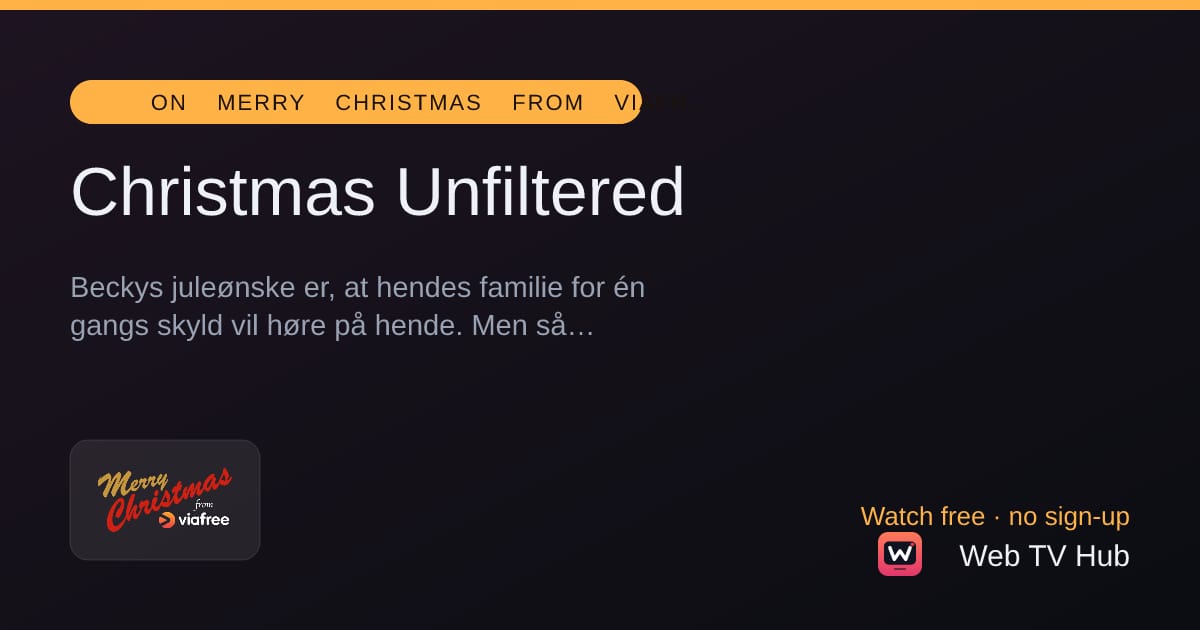 ON MERRY CHRISTMAS FROM
Christmas Unfiltered
Beckys juleønske er, at hendes familie for én
gangs skyld vil høre på hende. Men så…
Merry
Christmas
from
viafree
Watch free · no sign-up
W
Web TV Hub